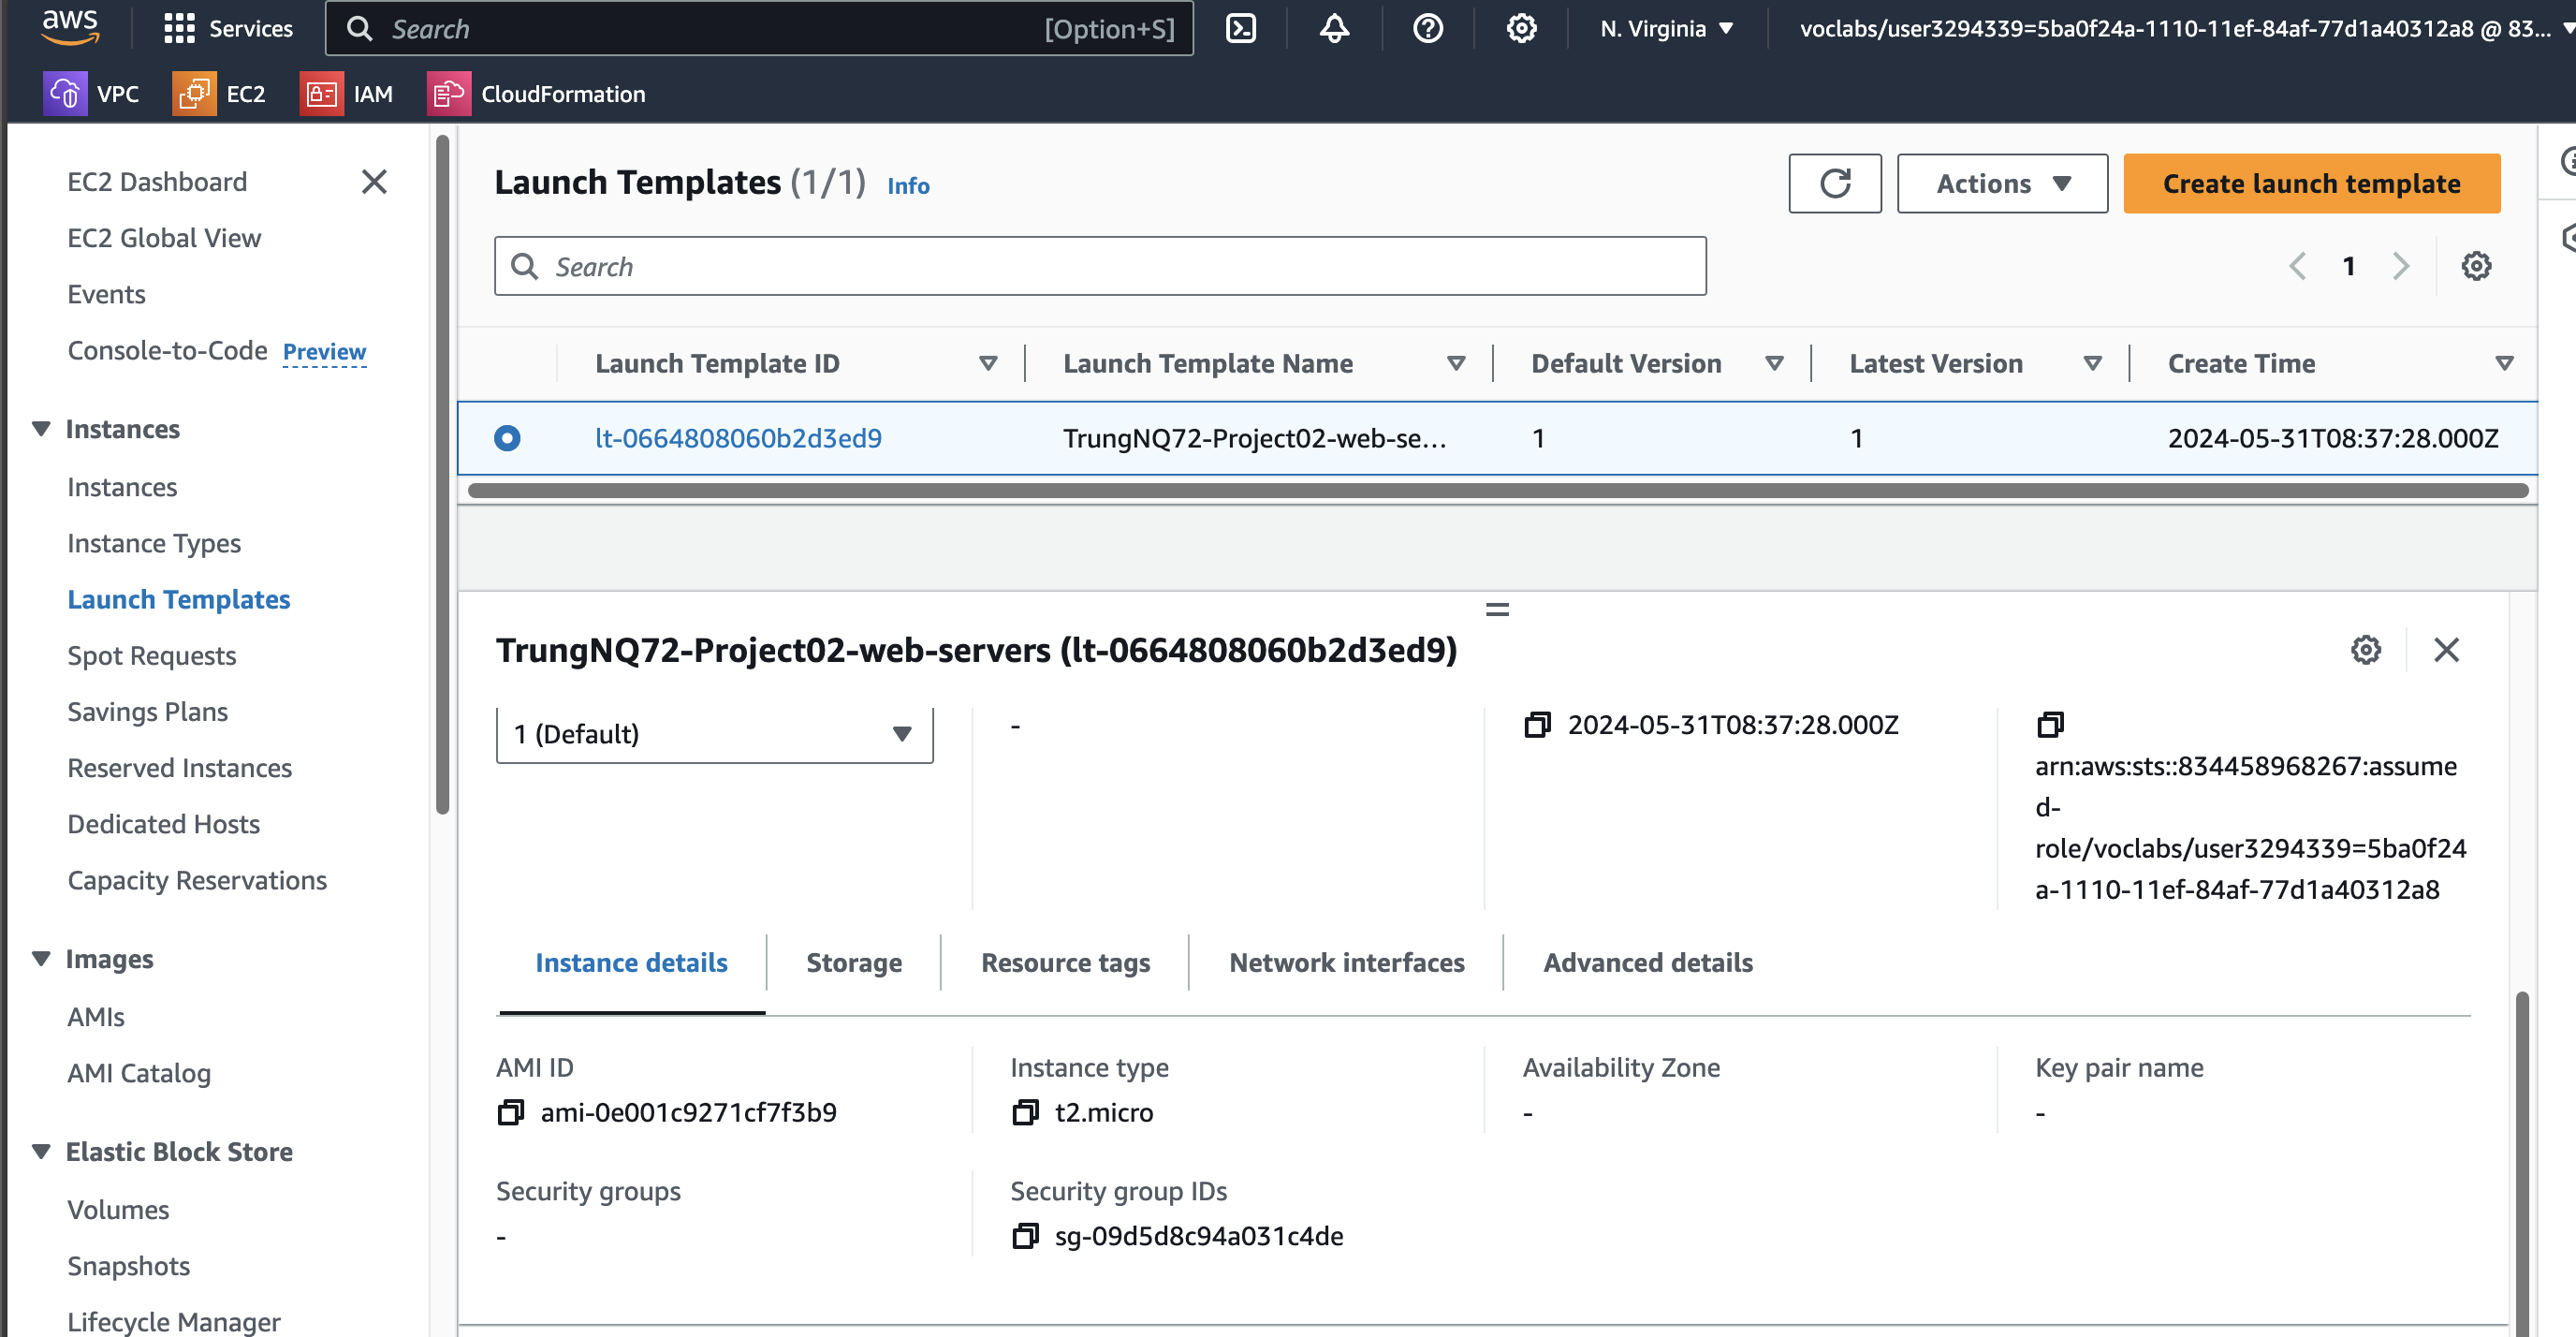 aws
Services
Search
[Option+S]
N. Virginia
voclabs/user3294339=5ba0f24a-1110-11ef-84af-77d1a40312a8 @ 83...
VPC
EC2
IAM
CloudFormation
EC2 Dashboard
EC2 Global View
Events
Console-to-Code Preview
Instances
Instances
Instance Types
Launch Templates
Spot Requests
Savings Plans
Reserved Instances
Dedicated Hosts
Capacity Reservations
Images
AMIs
AMI Catalog
Elastic Block Store
Volumes
Snapshots
Lifecycle Manager
Launch Templates (1/1) Info
Actions
Create launch template
Search
1
Launch Template ID
Launch Template Name
Default Version
Latest Version
Create Time
lt-0664808060b2d3ed9
TrungNQ72-Project02-web-se...
1
1
2024-05-31T08:37:28.000Z
TrungNQ72-Project02-web-servers (lt-0664808060b2d3ed9)
1 (Default)
-
2024-05-31T08:37:28.000Z
arn:aws:sts::834458968267:assume
d-
role/voclabs/user3294339=5ba0f24
a-1110-11ef-84af-77d1a40312a8
Instance details
Storage
Resource tags
Network interfaces
Advanced details
AMI ID
ami-0e001c9271cf7f3b9
Instance type
t2.micro
Availability Zone
-
Key pair name
-
Security groups
-
Security group IDs
sg-09d5d8c94a031c4de